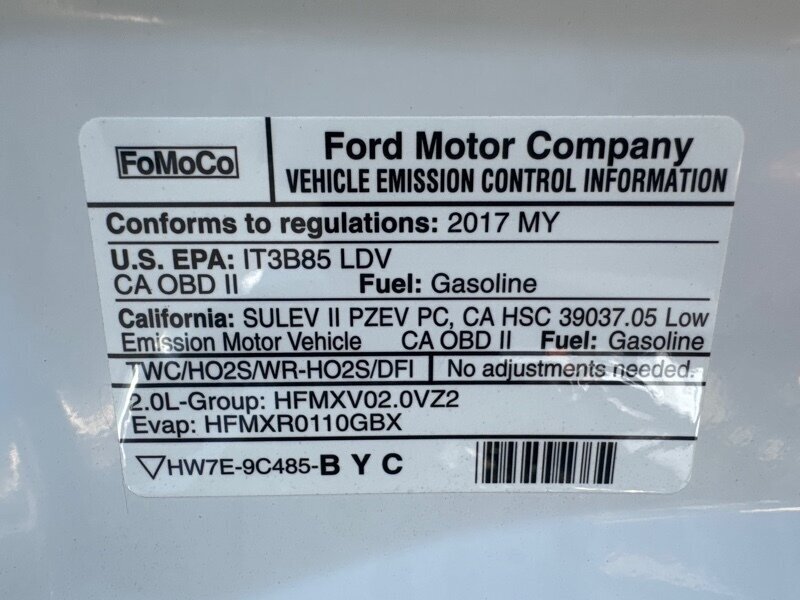 FoMoCo
Ford Motor Company
VEHICLE EMISSION CONTROL INFORMATION
Conforms to regulations: 2017 MY
U.S. EPA: IT3B85 LDV
CA OBD II Fuel: Gasoline
California: SULEV II PZEV PC, CA HSC 39037.05 Low
Emission Motor Vehicle CA OBD II Fuel: Gasoline
TWC/HO2S/WR-HO2S/DFI No adjustments needed.
2.0L-Group: HFMXV02.0VZ2
Evap: HFMXR0110GBX
HW7E-9C485-B Y C